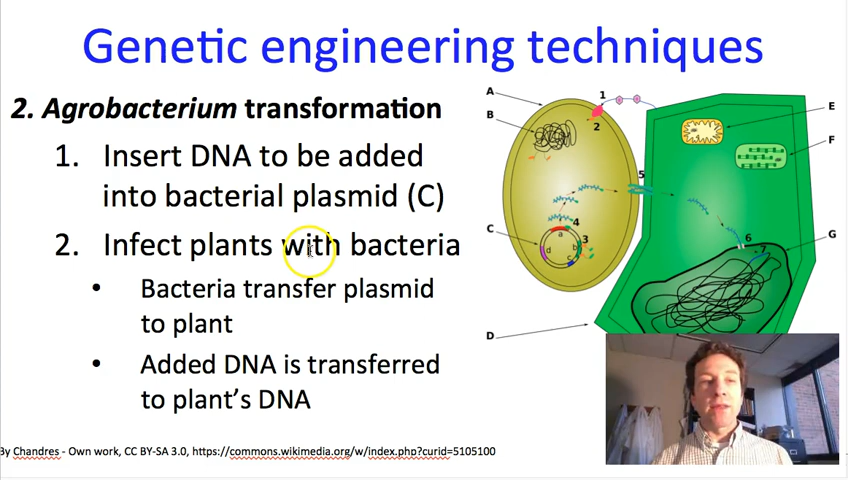 Genetic engineering techniques
2. Agrobacterium transformation
1. Insert DNA to be added
into bacterial plasmid (C)
2. Infect plants with bacteria
• Bacteria transfer plasmid
to plant
• Added DNA is transferred
to plant's DNA
By Chandres - Own work, CC BY-SA 3.0, https://commons.wikimedia.org/w/index.php?curid=5105100
A
B
C
D
1
2
3
4
5
a
b
c
d
6
7
E
F
G